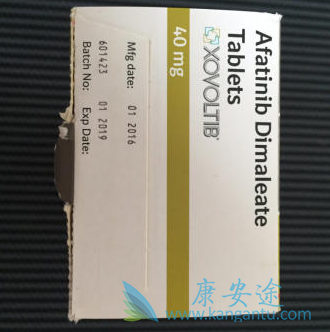 Afatinib Dimaleate
Tablets
XOVOLTIB®
40 mg
Mfg date: 01 2016
601423 01 2019
Batch No: Exp Date:
康安途
www.kangantu.com